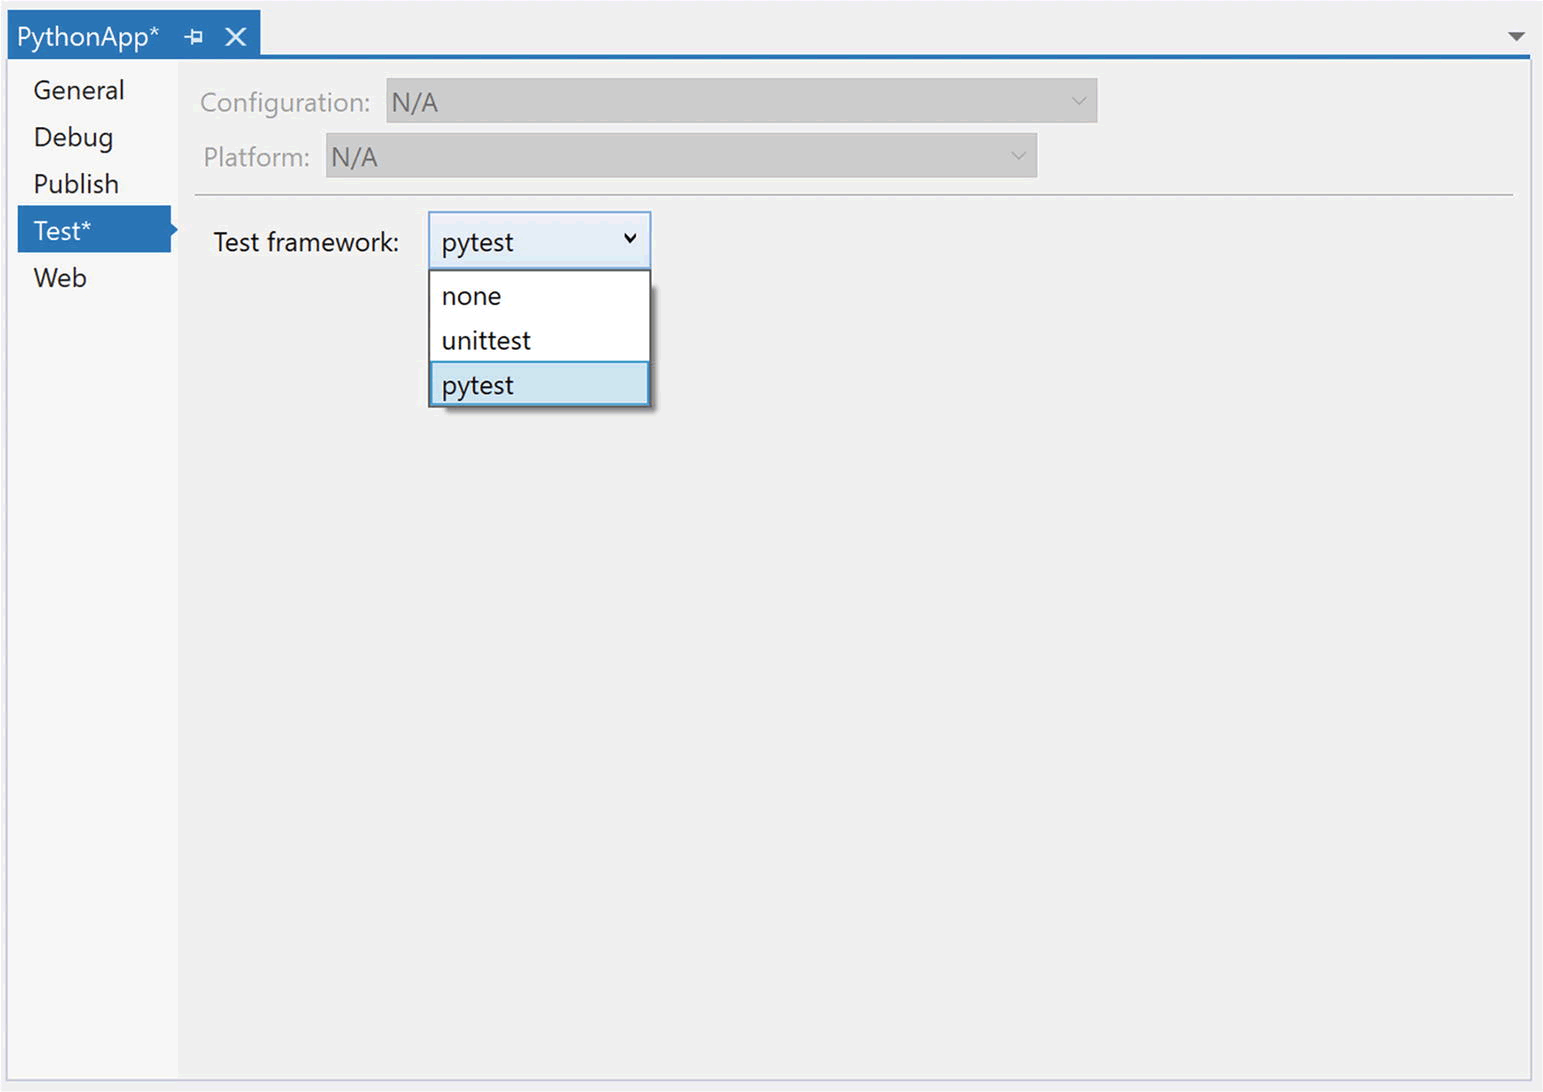 PythonApp*
General
Debug
Publish
Test*
Web
Configuration: N/A
Platform: N/A
Test framework: pytest
none
unittest
pytest